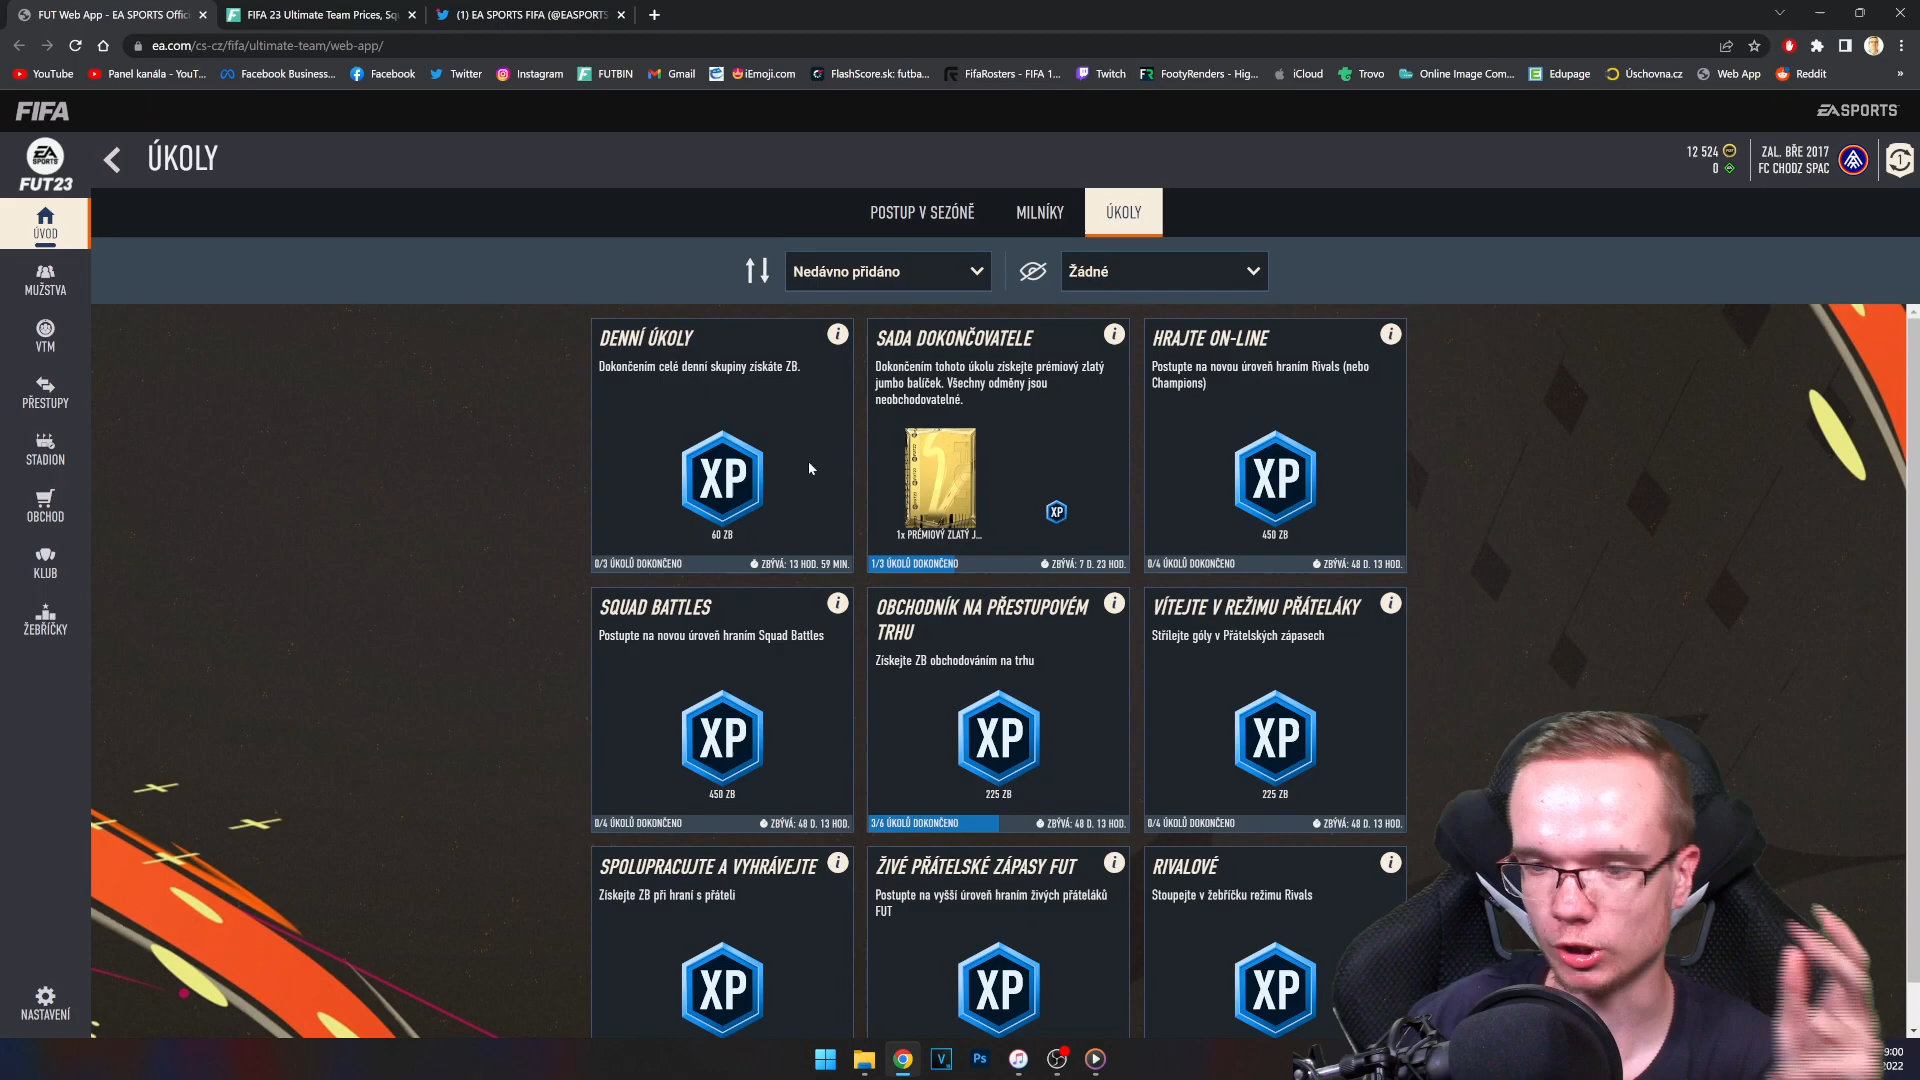 FUT Web App - EA SPORTS Offici
FIFA 23 Ultimate Team Prices, Sq
(1) EA SPORTS FIFA (@EASPORTS
ea.com/cs-cz/fifa/ultimate-team/web-app/
YouTube
Panel kanála - YouT...
Facebook Business...
Facebook
Twitter
Instagram
FUTBIN
Gmail
iEmoji.com
FlashScore.sk: futba...
FifaRosters - FIFA 1...
Twitch
FootyRenders - Hig...
iCloud
Trovo
Online Image Com...
Edupage
Úschovna.cz
Web App
Reddit
»
FIFA
EA SPORTS
EA SPORTS
FUT23
ÚKOLY
12 524
0
ZAL. BŘE 2017
FC CHODZ SPAC
1
ÚVOD
MUŽSTVA
VTM
PŘESTUPY
STADION
OBCHOD
KLUB
ŽEBŘÍČKY
NASTAVENÍ
POSTUP V SEZÓNĚ
MILNÍKY
ÚKOLY
Nedávno přidáno
Žádné
DENNÍ ÚKOLY
Dokončením celé denní skupiny získáte ZB.
XP
60 ZB
0/3 ÚKOLŮ DOKONČENO
ZBÝVÁ: 13 HOD. 59 MIN.
SADA DOKONČOVATELE
Dokončením tohoto úkolu získejte prémiový zlatý
jumbo balíček. Všechny odměny jsou
neobchodovatelné.
XP
1x PRÉMIOVÝ ZLATÝ J...
1/3 ÚKOLŮ DOKONČENO
ZBÝVÁ: 7 D. 23 HOD.
HRAJTE ON-LINE
Postupte na novou úroveň hraním Rivals (nebo
Champions)
XP
450 ZB
0/4 ÚKOLŮ DOKONČENO
ZBÝVÁ: 48 D. 13 HOD.
SQUAD BATTLES
Postupte na novou úroveň hraním Squad Battles
XP
450 ZB
0/4 ÚKOLŮ DOKONČENO
ZBÝVÁ: 48 D. 13 HOD.
OBCHODNÍK NA PŘESTUPOVÉM
TRHU
Získejte ZB obchodováním na trhu
XP
225 ZB
3/6 ÚKOLŮ DOKONČENO
ZBÝVÁ: 48 D. 13 HOD.
VÍTEJTE V REŽIMU PŘÁTELÁKY
Střílejte góly v Přátelských zápasech
XP
225 ZB
0/4 ÚKOLŮ DOKONČENO
ZBÝVÁ: 48 D. 13 HOD.
SPOLUPRACUJTE A VYHRÁVEJTE
Získejte ZB při hraní s přáteli
XP
ŽIVÉ PŘÁTELSKÉ ZÁPASY FUT
Postupte na vyšší úroveň hraním živých přáteláků
FUT
XP
RIVALOVÉ
Stoupejte v žebříčku režimu Rivals
XP
V
Ps
9:00
2022